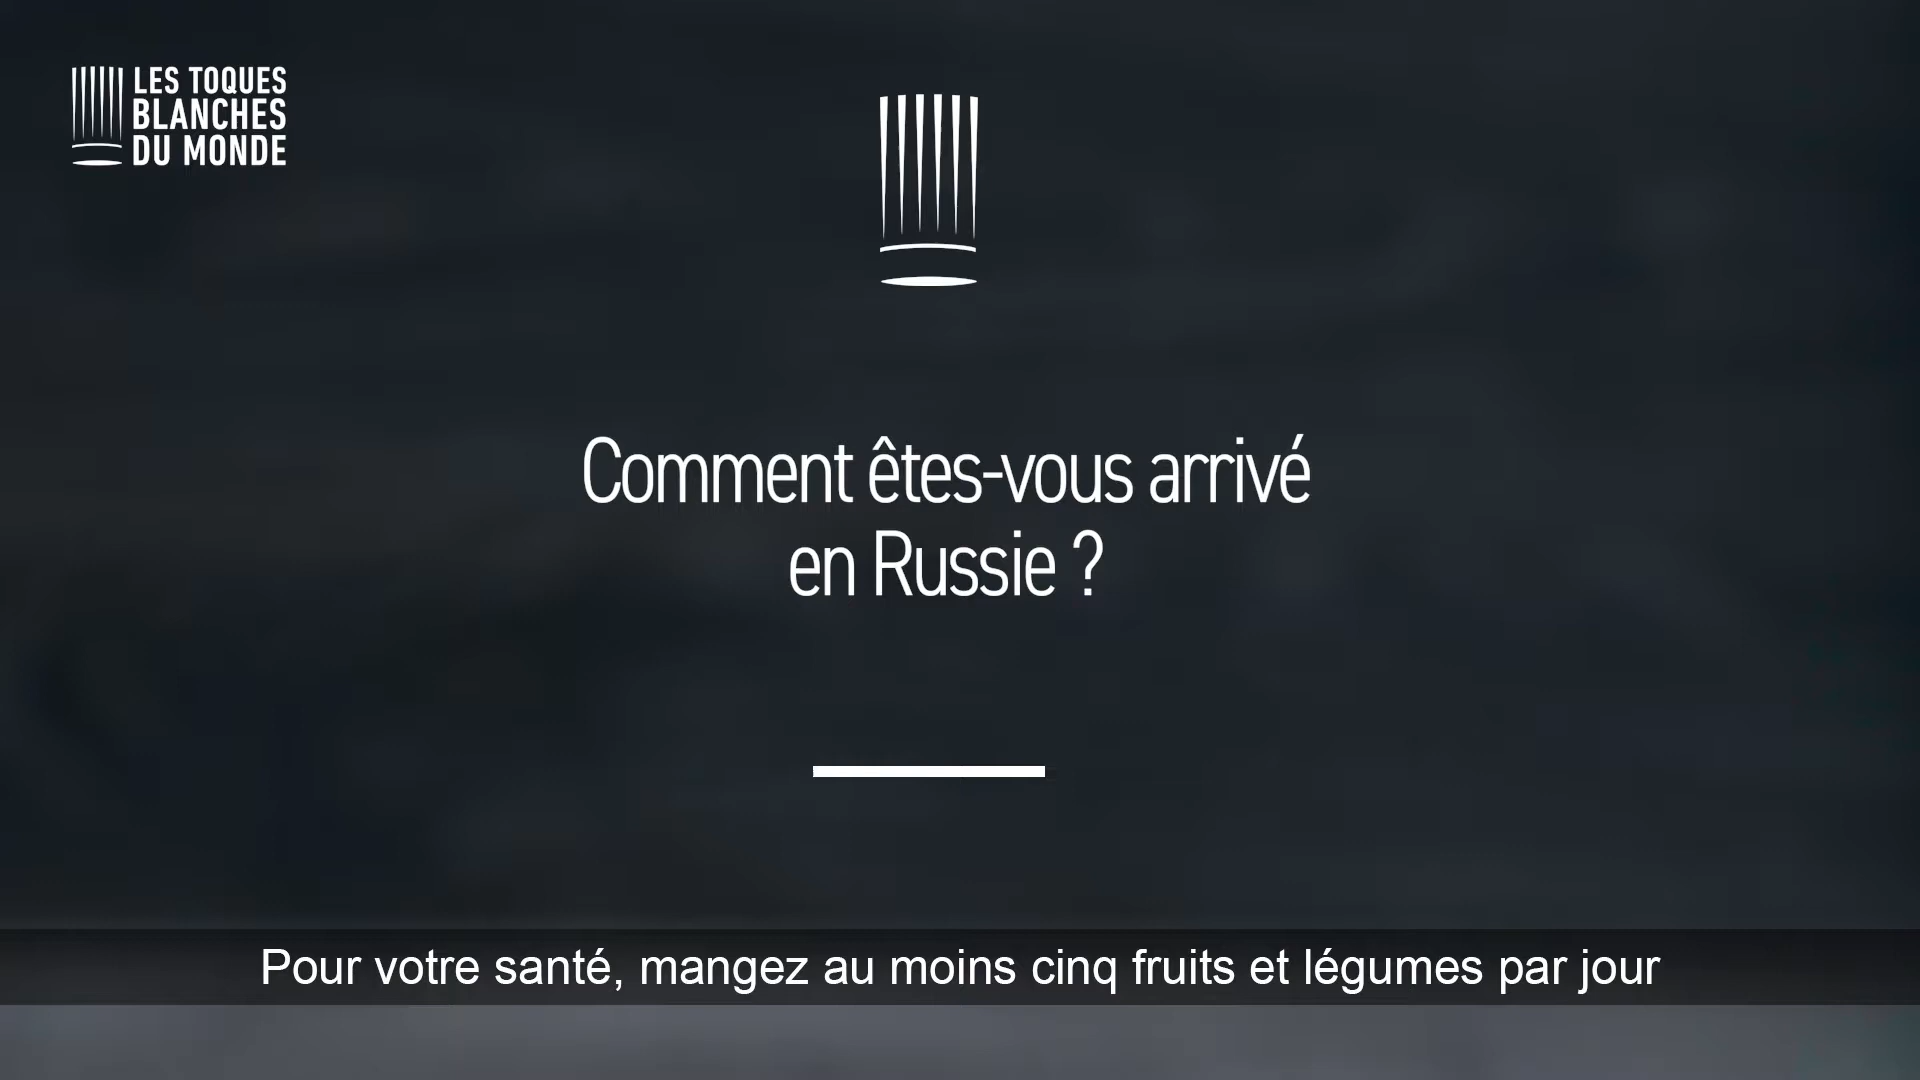 LES TOQUES
BLANCHES
DU MONDE
Comment êtes-vous arrivé
en Russie ?
Pour votre santé, mangez au moins cinq fruits et légumes par jour